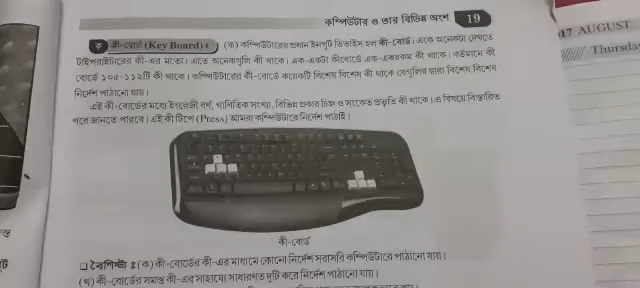 কম্পিউটার ও তার বিভিন্ন অংশ 19
ক কী-বোর্ড (Key Board) ঃ (ক) কম্পিউটারের প্রধান ইনপুট ডিভাইস হল কী-বোর্ড। একে অনেকটা দেখতে
টাইপরাইটারের কী-এর মতো। এতে অনেকগুলি কী থাকে। এক-একটা কীবোর্ডে এক-একরকম কী থাকে। বর্তমানে কী
বোর্ডে ১০৫-১১২টি কী থাকে। কম্পিউটারের কী-বোর্ডে কয়েকটি বিশেষ বিশেষ কী থাকে যেগুলির দ্বারা বিশেষ বিশেষ
নির্দেশ পাঠানো যায়।
এই কী-বোর্ডের মধ্যে ইংরেজী বর্ণ, গাণিতিক সংখ্যা, বিভিন্ন প্রকার চিহ্ন ও সংকেত প্রভৃতি কী থাকে। এ বিষয়ে বিস্তারিত
পরে জানতে পারবে। এই কী টিপে (Press) আমরা কম্পিউটারে নির্দেশ পাঠাই।
কী-বোর্ড
❑ বৈশিষ্ট্য ঃ (ক) কী-বোর্ডের কী-এর মাধ্যমে কোনো নির্দেশ সরাসরি কম্পিউটারে পাঠানো যায়।
(খ) কী-বোর্ডের সমস্ত কী-এর সাহায্যে সাধারণত দুটি করে নির্দেশ পাঠানো যায়।
17 AUGUST
Thursda